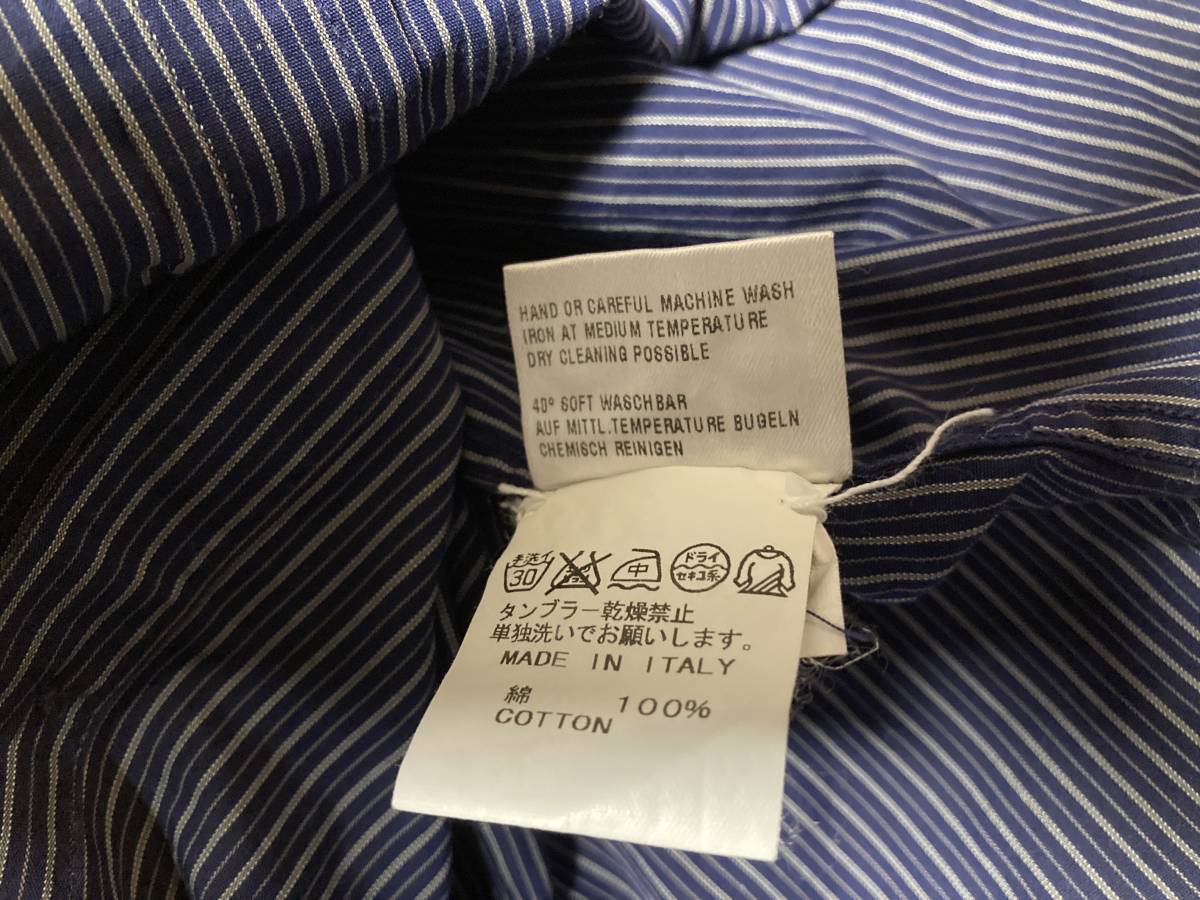 HAND OR CAREFUL MACHINE WASH
IRON AT MEDIUM TEMPERATURE
DRY CLEANING POSSIBLE
40° SOFT WASCHBAR
AUF MITTL.TEMPERATURE BUGELN
CHEMISCH REINIGEN
手洗イ 30 中 ドライ セキユ系
タンブラー乾燥禁止
単独洗いでお願いします。
MADE IN ITALY
綿 100%
COTTON